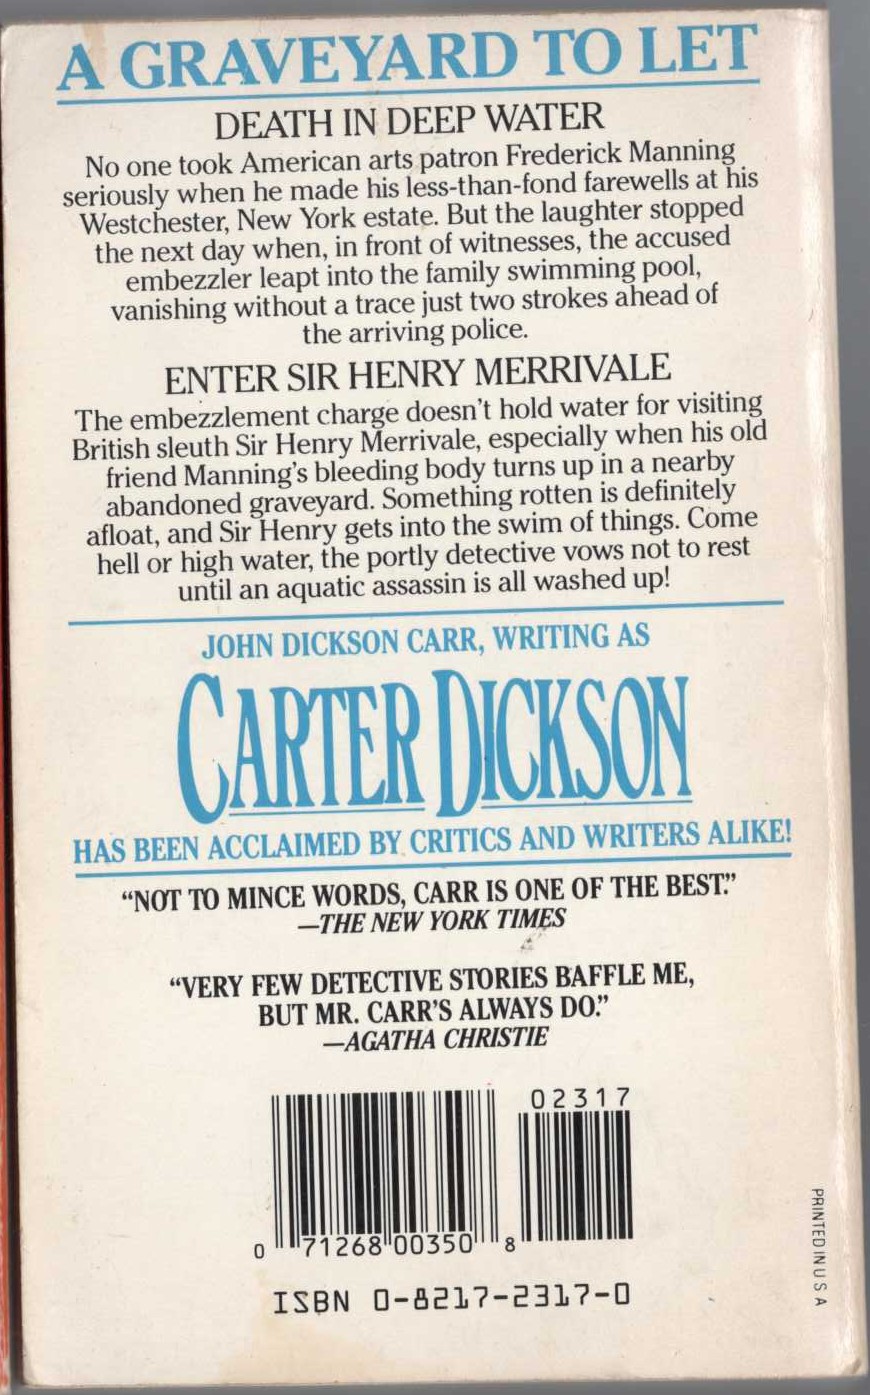 A GRAVEYARD TO LET
DEATH IN DEEP WATER
No one took American arts patron Frederick Manning
seriously when he made his less-than-fond farewells at his
Westchester, New York estate. But the laughter stopped
the next day when, in front of witnesses, the accused
embezzler leapt into the family swimming pool,
vanishing without a trace just two strokes ahead of
the arriving police.
ENTER SIR HENRY MERRIVALE
The embezzlement charge doesn't hold water for visiting
British sleuth Sir Henry Merrivale, especially when his old
friend Manning's bleeding body turns up in a nearby
abandoned graveyard. Something rotten is definitely
afloat, and Sir Henry gets into the swim of things. Come
hell or high water, the portly detective vows not to rest
until an aquatic assassin is all washed up!
JOHN DICKSON CARR, WRITING AS
CARTER DICKSON
HAS BEEN ACCLAIMED BY CRITICS AND WRITERS ALIKE!
“NOT TO MINCE WORDS, CARR IS ONE OF THE BEST.”
—THE NEW YORK TIMES
“VERY FEW DETECTIVE STORIES BAFFLE ME,
BUT MR. CARR'S ALWAYS DO.”
—AGATHA CHRISTIE
02317
0 71268 00350 8
ISBN 0-8217-2317-0
PRINTED IN U S A